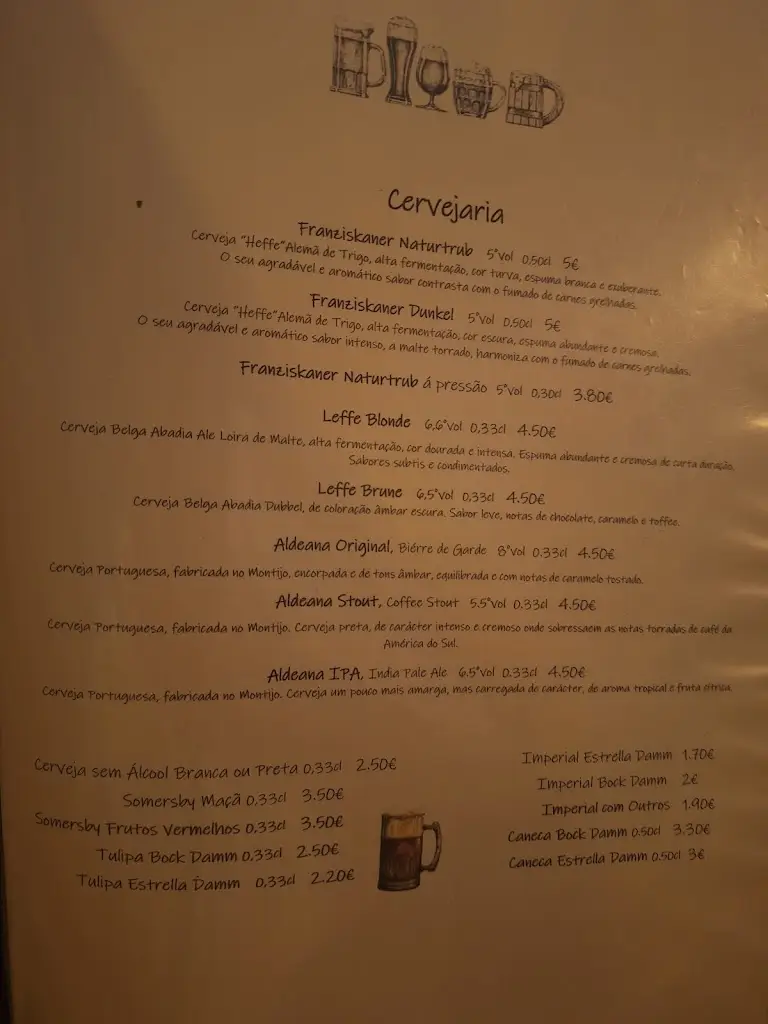 Cervejaria
Franziskaner Naturtrub 5°vol 0,50cl 5€
Cerveja "Heffe"Alemã de Trigo, alta fermentação, cor turva, espuma branca e exuberante.
O seu agradável e aromático sabor contrasta com o fumado de carnes grelhadas.
Franziskaner Dunkel 5°vol 0,50cl 5€
Cerveja "Heffe"Alemã de Trigo, alta fermentação, cor escura, espuma abundante e cremosa.
O seu agradável e aromático sabor intenso, a malte torrado, harmoniza com o fumado de carnes grelhadas.
Franziskaner Naturtrub á pressão 5°vol 0,30cl 3.80€
Leffe Blonde 6,6°vol 0,33cl 4.50€
Cerveja Belga Abadia Ale Loira de Malte, alta fermentação, cor dourada e intensa. Espuma abundante e cremosa de curta duração.
Sabores subtis e condimentados.
Leffe Brune 6,5°vol 0,33cl 4.50€
Cerveja Belga Abadia Dubbel, de coloração âmbar escura. Sabor leve, notas de chocolate, caramelo e toffee.
Aldeana Original, Biérre de Garde 8°vol 0.33cl 4.50€
Cerveja Portuguesa, fabricada no Montijo, encorpada e de tons âmbar, equilibrada e com notas de caramelo tostado.
Aldeana Stout, Coffee Stout 5.5°vol 0.33cl 4.50€
Cerveja Portuguesa, fabricada no Montijo. Cerveja preta, de carácter intenso e cremoso onde sobressaem as notas torradas de café da
América do Sul.
Aldeana IPA, India Pale Ale 6.5°vol 0.33cl 4.50€
Cerveja Portuguesa, fabricada no Montijo. Cerveja um pouco mais amarga, mas carregada de carácter, de aroma tropical e fruta cítrica.
Cerveja sem Álcool Branca ou Preta 0,33cl 2.50€
Somersby Maçã 0.33cl 3.50€
Somersby Frutos Vermelhos 0.33cl 3.50€
Tulipa Bock Damm 0.33cl 2.50€
Tulipa Estrella Damm 0,33cl 2.20€
Imperial Estrella Damm 1.70€
Imperial Bock Damm 2€
Imperial com Outros 1.90€
Caneca Bock Damm 0.50cl 3.30€
Caneca Estrella Damm 0.50cl 3€